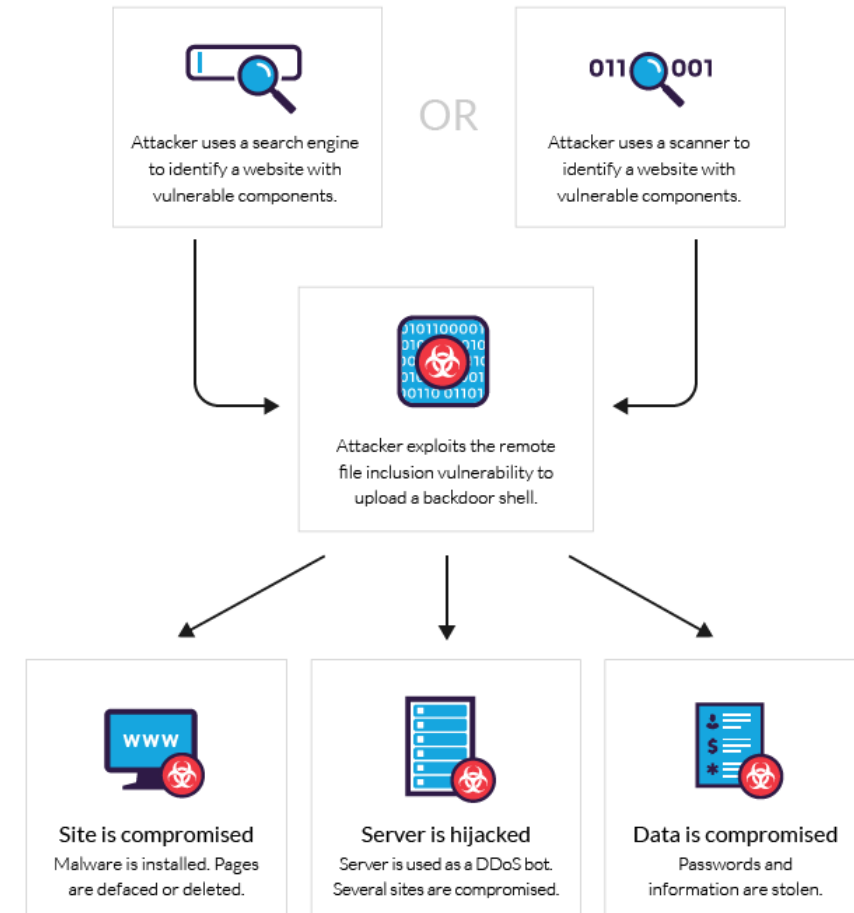 011 001
OR
Attacker uses a search engine
to identify a website with
vulnerable components.
Attacker uses a scanner to
identify a website with
vulnerable components.
010110000
Attacker exploits the remote
file inclusion vulnerability to
upload a backdoor shell.
www
$
*
Site is compromised
Malware is installed. Pages
are defaced or deleted.
Server is hijacked
Server is used as a DDoS bot.
Several sites are compromised.
Data is compromised
Passwords and
information are stolen.